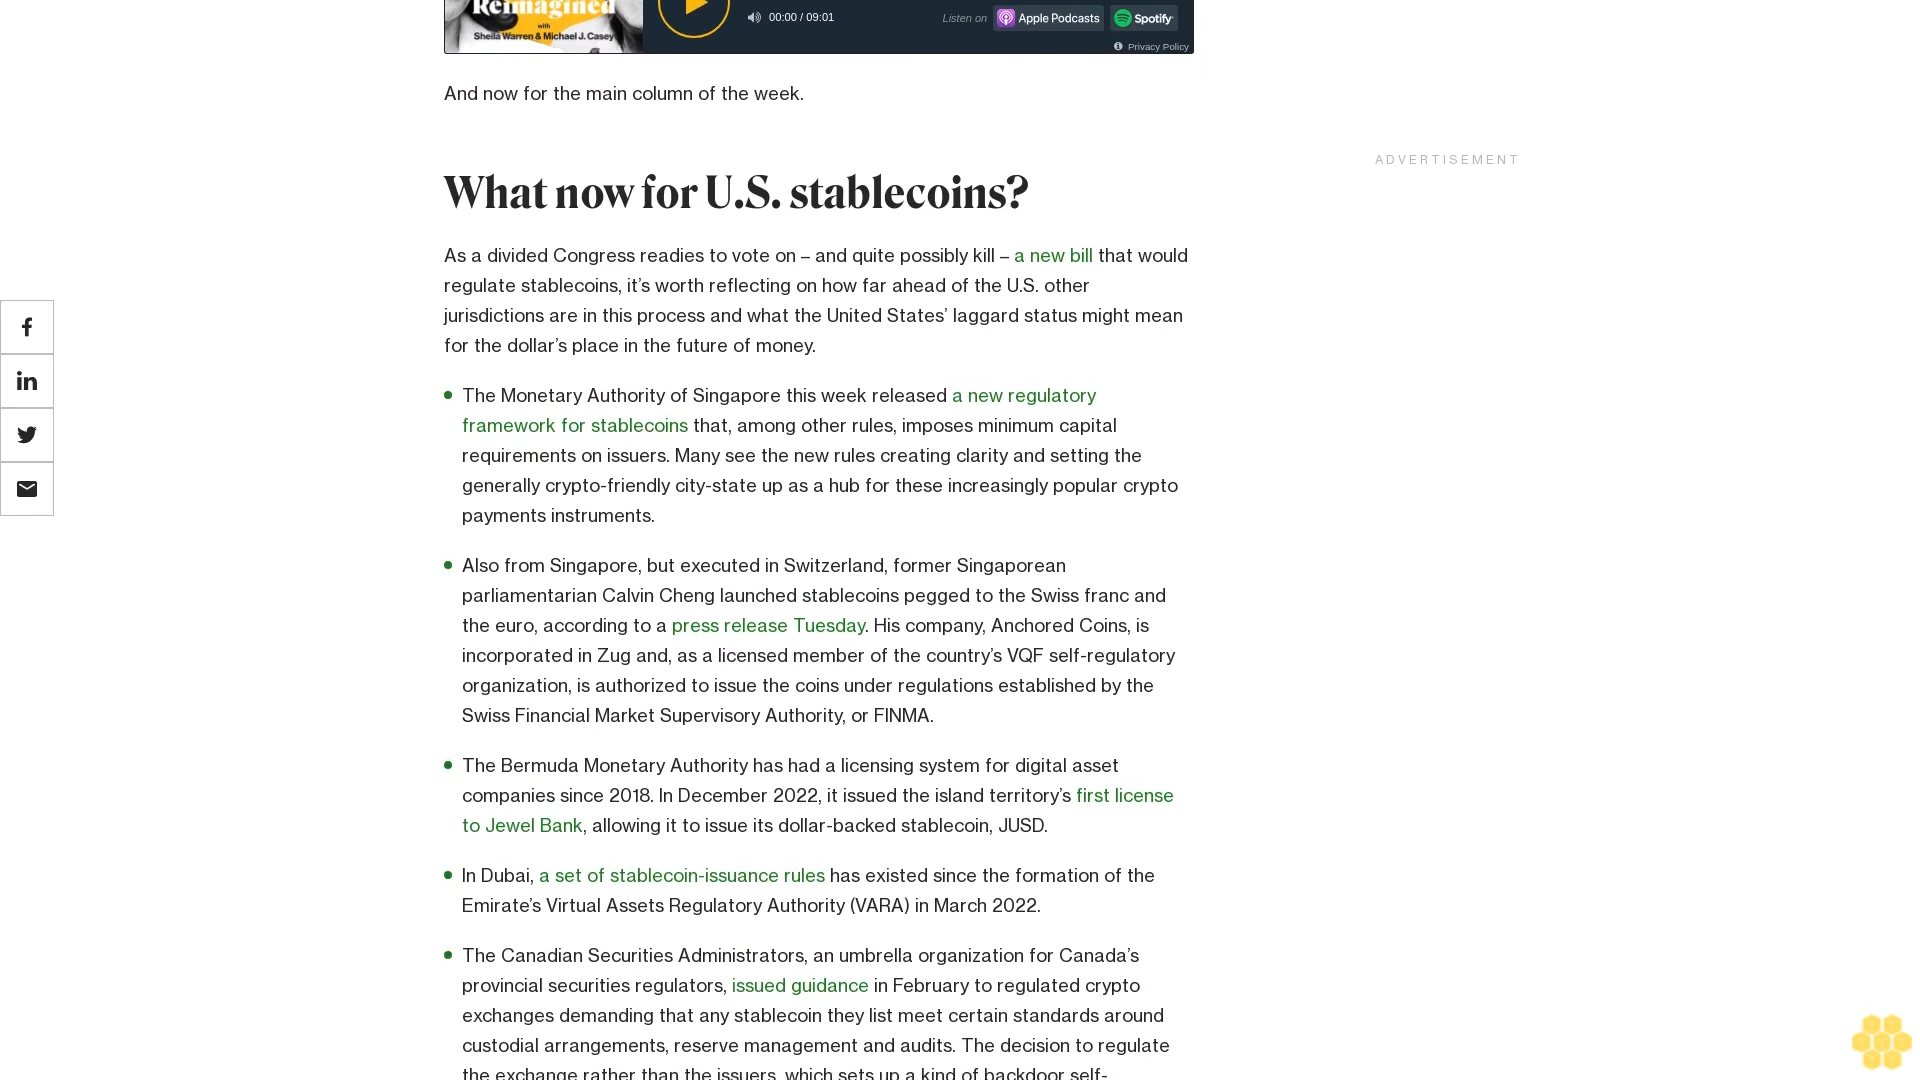 Reimagined
with
Sheila Warren & Michael J. Casey
00:00 / 09:01
Listen on
Apple Podcasts
Spotify
Privacy Policy
And now for the main column of the week.
ADVERTISEMENT
What now for U.S. stablecoins?
As a divided Congress readies to vote on – and quite possibly kill – a new bill that would
regulate stablecoins, it’s worth reflecting on how far ahead of the U.S. other
jurisdictions are in this process and what the United States’ laggard status might mean
for the dollar’s place in the future of money.
The Monetary Authority of Singapore this week released a new regulatory
framework for stablecoins that, among other rules, imposes minimum capital
requirements on issuers. Many see the new rules creating clarity and setting the
generally crypto-friendly city-state up as a hub for these increasingly popular crypto
payments instruments.
Also from Singapore, but executed in Switzerland, former Singaporean
parliamentarian Calvin Cheng launched stablecoins pegged to the Swiss franc and
the euro, according to a press release Tuesday. His company, Anchored Coins, is
incorporated in Zug and, as a licensed member of the country’s VQF self-regulatory
organization, is authorized to issue the coins under regulations established by the
Swiss Financial Market Supervisory Authority, or FINMA.
The Bermuda Monetary Authority has had a licensing system for digital asset
companies since 2018. In December 2022, it issued the island territory’s first license
to Jewel Bank, allowing it to issue its dollar-backed stablecoin, JUSD.
In Dubai, a set of stablecoin-issuance rules has existed since the formation of the
Emirate’s Virtual Assets Regulatory Authority (VARA) in March 2022.
The Canadian Securities Administrators, an umbrella organization for Canada’s
provincial securities regulators, issued guidance in February to regulated crypto
exchanges demanding that any stablecoin they list meet certain standards around
custodial arrangements, reserve management and audits. The decision to regulate
the exchange rather than the issuers, which sets up a kind of backdoor self-